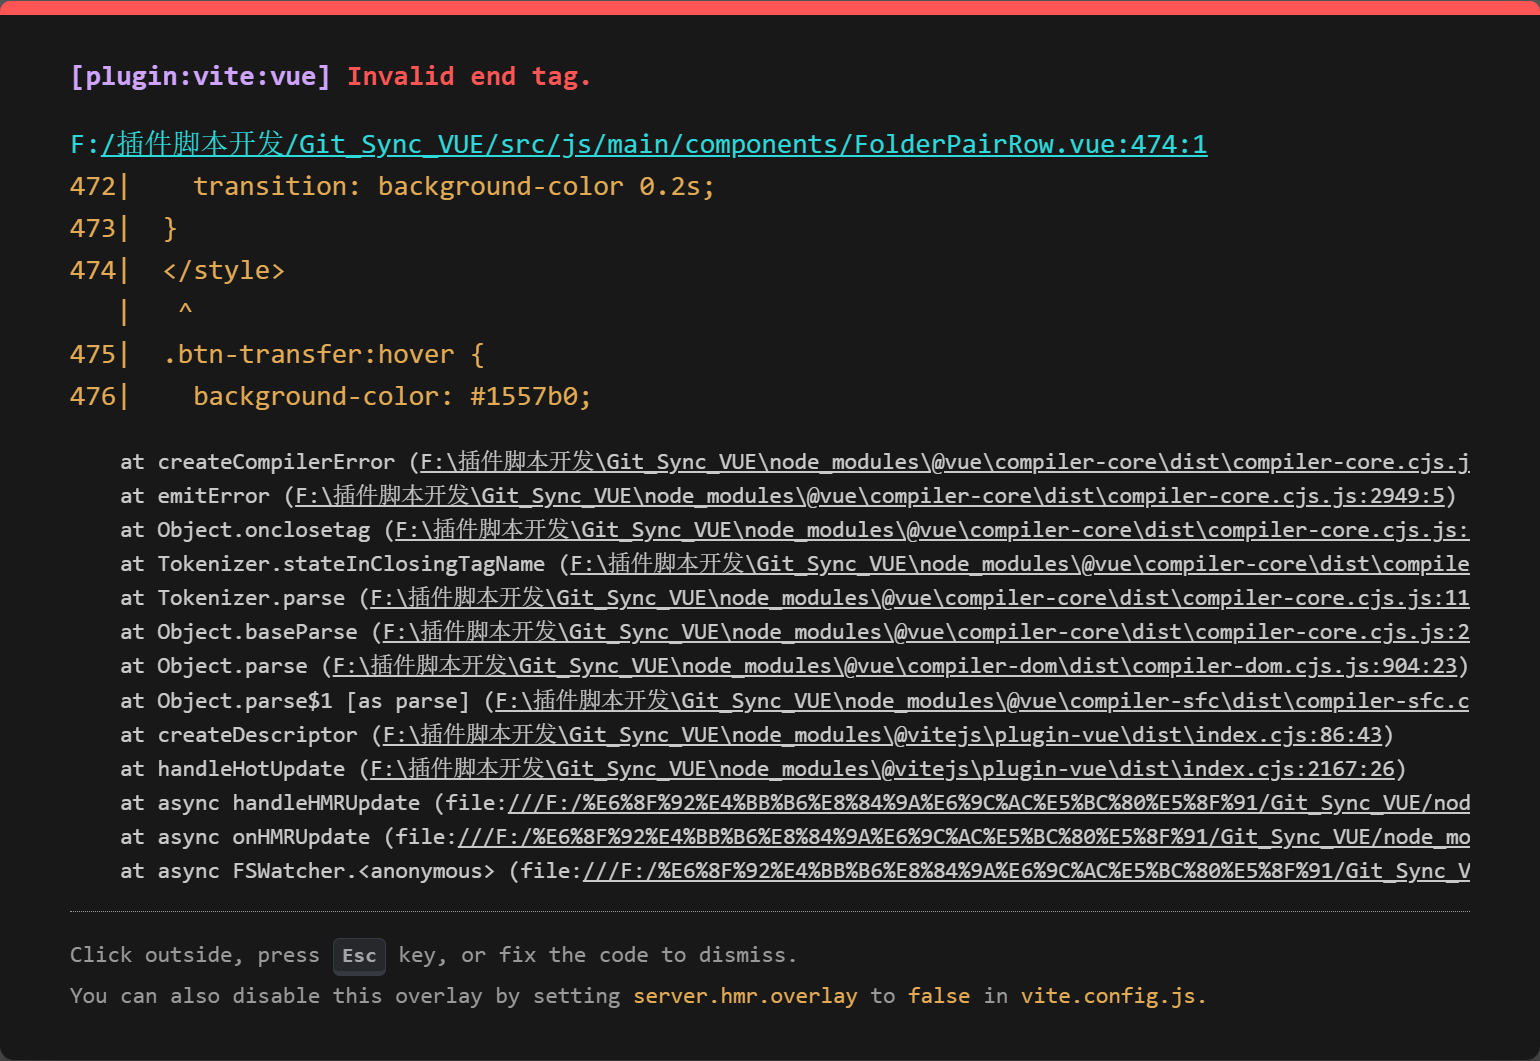 [plugin:vite:vue] Invalid end tag.
F:/插件脚本开发/Git_Sync_VUE/src/js/main/components/FolderPairRow.vue:474:1
472|    transition: background-color 0.2s;
473|  }
474|  </style>
   |   ^
475|  .btn-transfer:hover {
476|    background-color: #1557b0;
at createCompilerError (F:\插件脚本开发\Git_Sync_VUE\node_modules\@vue\compiler-core\dist\compiler-core.cjs.j
at emitError (F:\插件脚本开发\Git_Sync_VUE\node_modules\@vue\compiler-core\dist\compiler-core.cjs.js:2949:5)
at Object.onclosetag (F:\插件脚本开发\Git_Sync_VUE\node_modules\@vue\compiler-core\dist\compiler-core.cjs.js:
at Tokenizer.stateInClosingTagName (F:\插件脚本开发\Git_Sync_VUE\node_modules\@vue\compiler-core\dist\compile
at Tokenizer.parse (F:\插件脚本开发\Git_Sync_VUE\node_modules\@vue\compiler-core\dist\compiler-core.cjs.js:11
at Object.baseParse (F:\插件脚本开发\Git_Sync_VUE\node_modules\@vue\compiler-core\dist\compiler-core.cjs.js:2
at Object.parse (F:\插件脚本开发\Git_Sync_VUE\node_modules\@vue\compiler-dom\dist\compiler-dom.cjs.js:904:23)
at Object.parse$1 [as parse] (F:\插件脚本开发\Git_Sync_VUE\node_modules\@vue\compiler-sfc\dist\compiler-sfc.c
at createDescriptor (F:\插件脚本开发\Git_Sync_VUE\node_modules\@vitejs\plugin-vue\dist\index.cjs:86:43)
at handleHotUpdate (F:\插件脚本开发\Git_Sync_VUE\node_modules\@vitejs\plugin-vue\dist\index.cjs:2167:26)
at async handleHMRUpdate (file:///F:/%E6%8F%92%E4%BB%B6%E8%84%9A%E6%9C%AC%E5%BC%80%E5%8F%91/Git_Sync_VUE/nod
at async onHMRUpdate (file:///F:/%E6%8F%92%E4%BB%B6%E8%84%9A%E6%9C%AC%E5%BC%80%E5%8F%91/Git_Sync_VUE/node_mo
at async FSWatcher.<anonymous> (file:///F:/%E6%8F%92%E4%BB%B6%E8%84%9A%E6%9C%AC%E5%BC%80%E5%8F%91/Git_Sync_V
Click outside, press Esc key, or fix the code to dismiss.
You can also disable this overlay by setting server.hmr.overlay to false in vite.config.js.